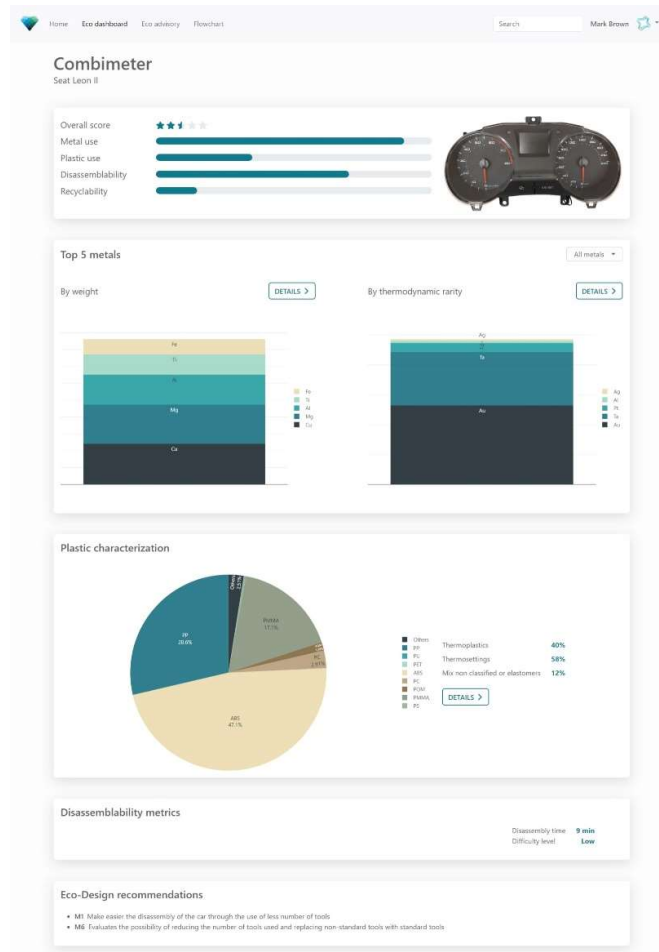 Home Eco dashboard Eco advisory Flowchart Search Mark Brown
Combimeter
Seat Leon II
Overall score
Metal use
Plastic use
Disassemblability
Recyclability
Top 5 metals All metals
By weight DETAILS > By thermodynamic rarity DETAILS >
Ag
Ta
Mg
Au
Cu
Fe
Ti
Al
Mg
Cu
Ag
Al
Pt
Ta
Au
Plastic characterization
Others
2.5%
PMMA
17.1%
PP
28.6%
PC
ABS
47.1%
Others
PP
PET
ABS
PC
POM
PMMA
PS
Thermoplastics 40%
Thermosettings 58%
Mix non classified or elastomers 12%
DETAILS >
Disassemblability metrics
Disassembly time 9 min
Difficulty level Low
Eco-Design recommendations
• M1 Make easier the disassembly of the car through the use of less number of tools
• M6 Evaluates the possibility of reducing the number of tools used and replacing non-standard tools with standard tools